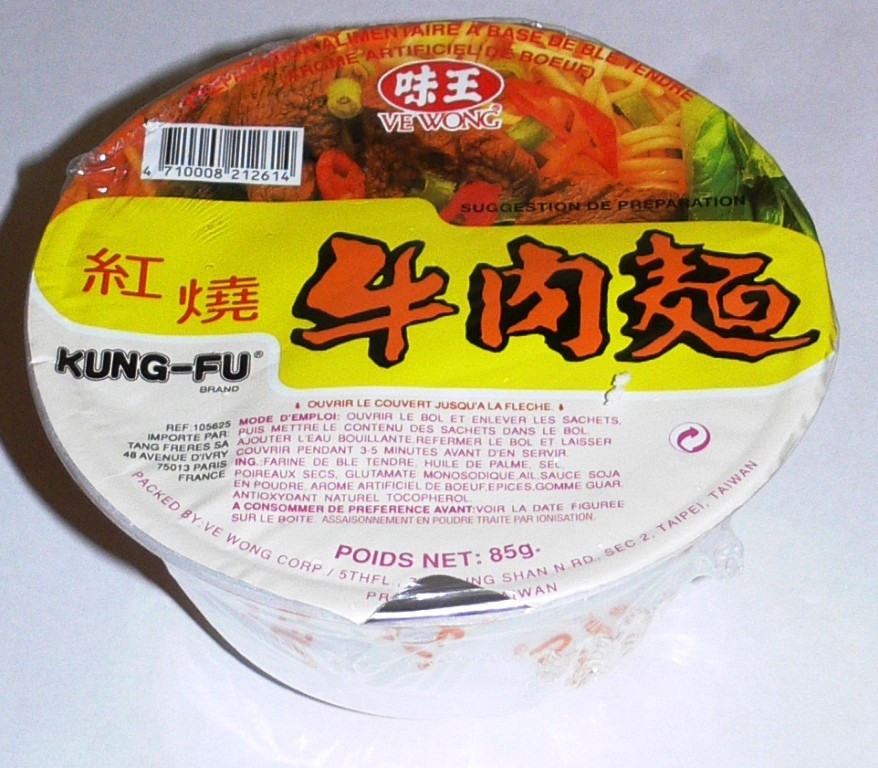 PREPARATION ALIMENTAIRE A BASE DE BLE TENDRE
(AROME ARTIFICIEL DE BOEUF)
味王
VE WONG
4 710008 212614
SUGGESTION DE PREPARATION
紅燒
牛肉麵
KUNG-FU®
BRAND
OUVRIR LE COUVERT JUSQU'A LA FLECHE.
REF:105625
IMPORTE PAR:
TANG FRERES SA
48 AVENUE D'IVRY
75013 PARIS
FRANCE
MODE D'EMPLOI: OUVRIR LE BOL ET ENLEVER LES SACHETS,
PUIS METTRE LE CONTENU DES SACHETS DANS LE BOL.
AJOUTER L'EAU BOUILLANTE.REFERMER LE BOL ET LAISSER
COUVRIR PENDANT 3-5 MINUTES AVANT D'EN SERVIR.
ING.:FARINE DE BLE TENDRE, HUILE DE PALME, SEL,
POIREAUX SECS, GLUTAMATE MONOSODIQUE,AIL,SAUCE SOJA
EN POUDRE, AROME ARTIFICIEL DE BOEUF,EPICES,GOMME GUAR.
ANTIOXYDANT NATUREL TOCOPHEROL.
A CONSOMMER DE PREFERENCE AVANT:VOIR LA DATE FIGUREE
SUR LE BOITE. ASSAISONNEMENT EN POUDRE TRAITE PAR IONISATION.
POIDS NET: 85g.
PACKED BY:VE WONG CORP./ 5THFL., ING SHAN N.RD., SEC 2, TAIPEI, TAIWAN
PR WAN